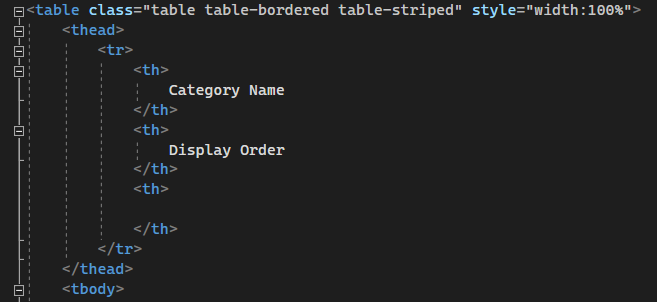 <table class="table table-bordered table-striped" style="width:100%">
<thead>
<tr>
<th>
Category Name
</th>
<th>
Display Order
</th>
<th>
</th>
</tr>
</thead>
<tbody>